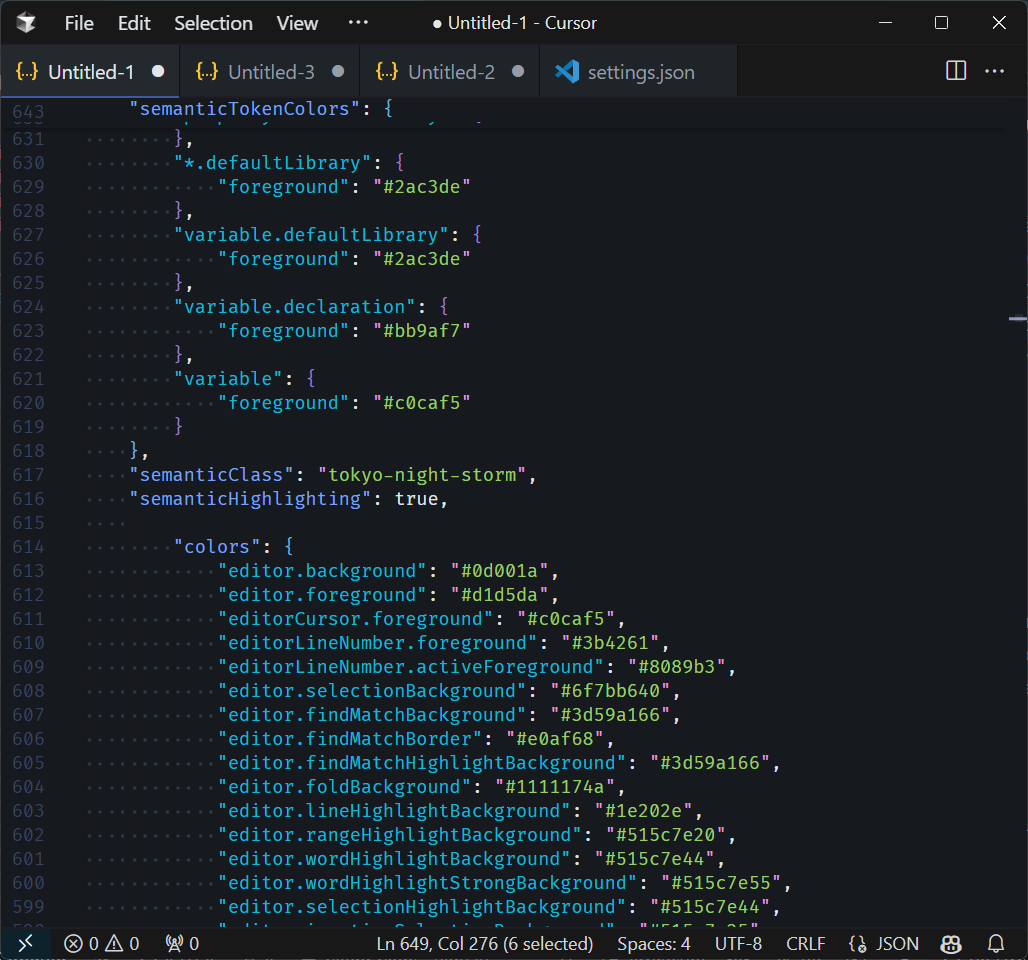 File Edit Selection View ··· ● Untitled-1 - Cursor
{..} Untitled-1 ● {..} Untitled-3 ● {..} Untitled-2 ● settings.json ···
643 "semanticTokenColors": {
631 },
630 "*.defaultLibrary": {
629 "foreground": "#2ac3de"
628 },
627 "variable.defaultLibrary": {
626 "foreground": "#2ac3de"
625 },
624 "variable.declaration": {
623 "foreground": "#bb9af7"
622 },
621 "variable": {
620 "foreground": "#c0caf5"
619 }
618 },
617 "semanticClass": "tokyo-night-storm",
616 "semanticHighlighting": true,
615
614 "colors": {
613 "editor.background": "#0d001a",
612 "editor.foreground": "#d1d5da",
611 "editorCursor.foreground": "#c0caf5",
610 "editorLineNumber.foreground": "#3b4261",
609 "editorLineNumber.activeForeground": "#8089b3",
608 "editor.selectionBackground": "#6f7bb640",
607 "editor.findMatchBackground": "#3d59a166",
606 "editor.findMatchBorder": "#e0af68",
605 "editor.findMatchHighlightBackground": "#3d59a166",
604 "editor.foldBackground": "#1111174a",
603 "editor.lineHighlightBackground": "#1e202e",
602 "editor.rangeHighlightBackground": "#515c7e20",
601 "editor.wordHighlightBackground": "#515c7e44",
600 "editor.wordHighlightStrongBackground": "#515c7e55",
599 "editor.selectionHighlightBackground": "#515c7e44",
0 0 0 Ln 649, Col 276 (6 selected) Spaces: 4 UTF-8 CRLF JSON